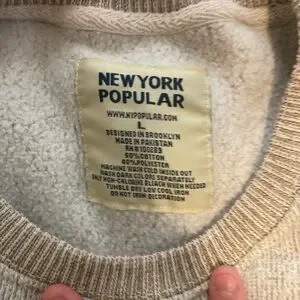 NEWYORK
POPULAR
WWW.NYPOPULAR.COM
L
DESIGNED IN BROOKLYN
MADE IN PAKISTAN
RN#100289
60%COTTON
40%POLYESTER
MACHINE WASH COLD INSIDE OUT
WASH DARK COLORS SEPARATELY
ONLY NON-CHLORINE BLEACH WHEN NEEDED
TUMBLE DRY LOW COOL IRON
DO NOT IRON DECORATION